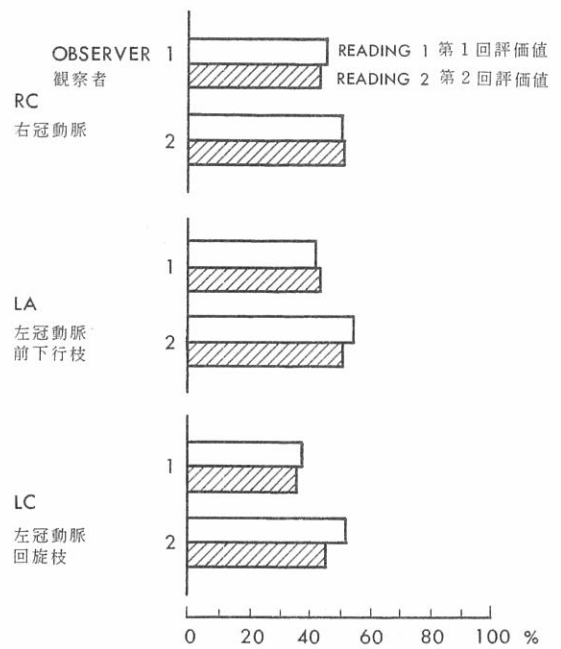 OBSERVER 1 READING 1 第1回評価値
観察者 READING 2 第2回評価値
RC
右冠動脈
2
1
LA
左冠動脈
前下行枝
2
1
LC
左冠動脈
回旋枝
2
0 20 40 60 80 100 %